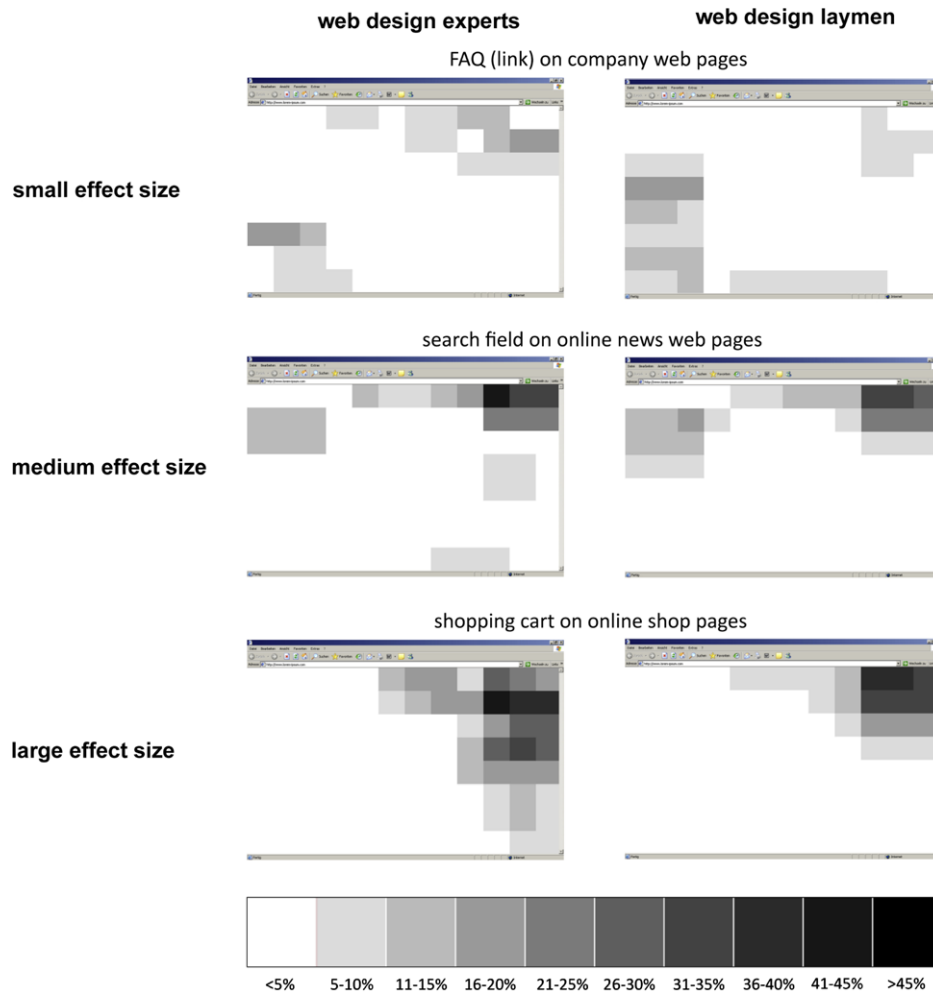 web design experts
web design laymen
FAQ (link) on company web pages
small effect size
search field on online news web pages
medium effect size
shopping cart on online shop pages
large effect size
<5% 5-10% 11-15% 16-20% 21-25% 26-30% 31-35% 36-40% 41-45% >45%